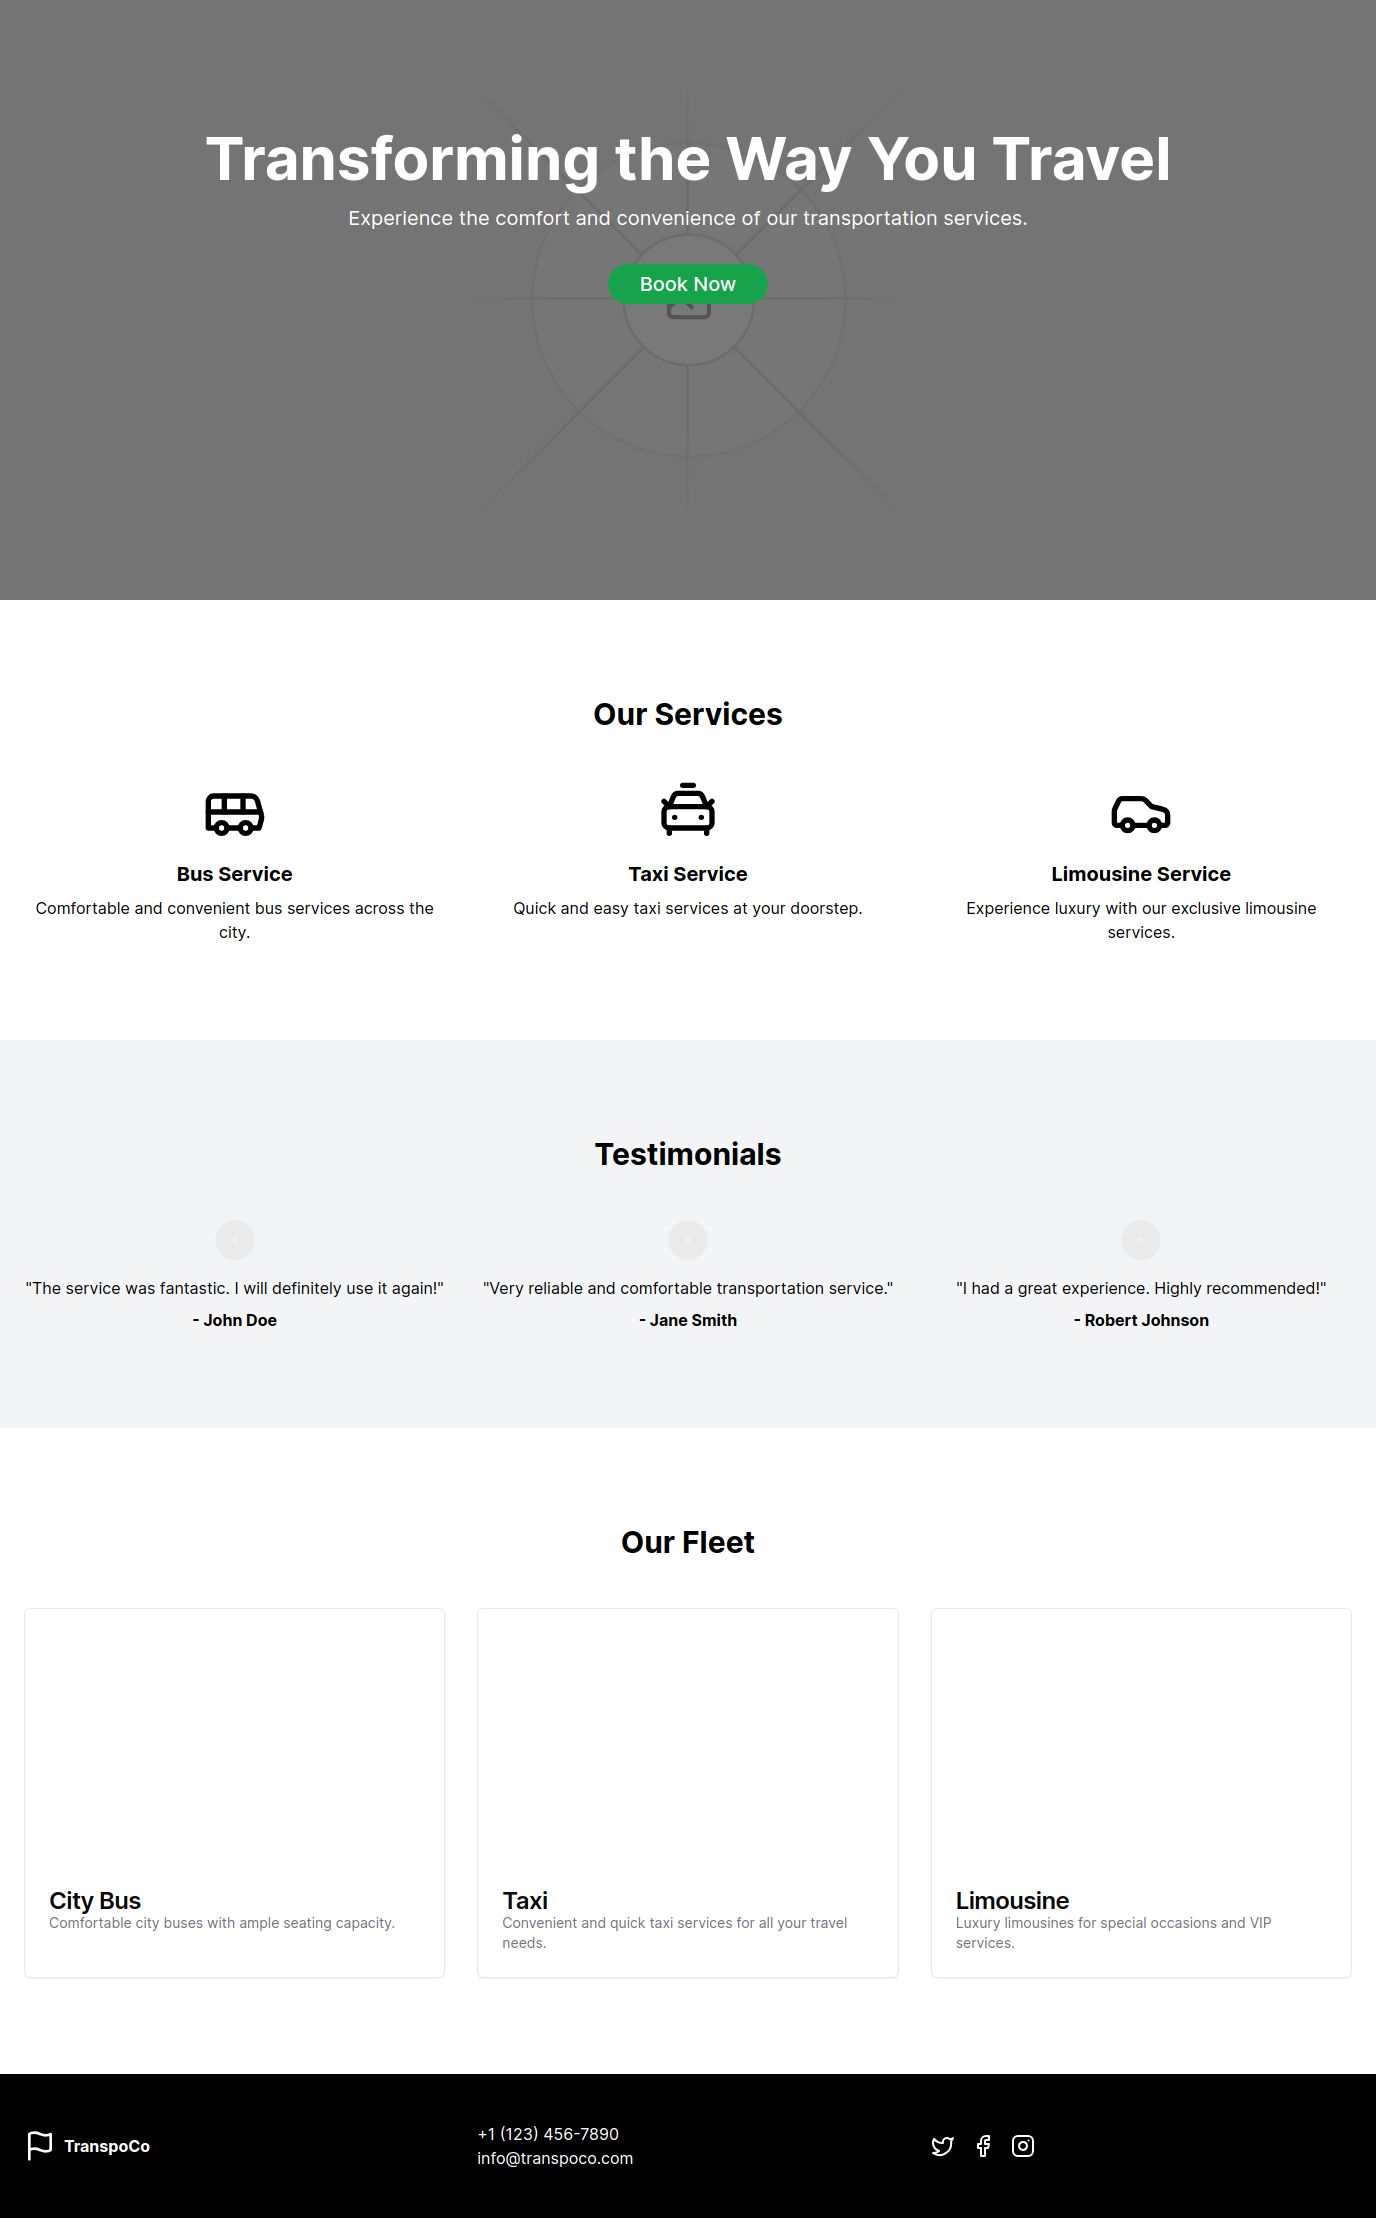 Transforming the Way You Travel
Experience the comfort and convenience of our transportation services.
Book Now
Our Services
Bus Service
Comfortable and convenient bus services across the
city.
Taxi Service
Quick and easy taxi services at your doorstep.
Limousine Service
Experience luxury with our exclusive limousine
services.
Testimonials
"The service was fantastic. I will definitely use it again!"
- John Doe
"Very reliable and comfortable transportation service."
- Jane Smith
"I had a great experience. Highly recommended!"
- Robert Johnson
Our Fleet
City Bus
Comfortable city buses with ample seating capacity.
Taxi
Convenient and quick taxi services for all your travel
needs.
Limousine
Luxury limousines for special occasions and VIP
services.
TranspoCo
+1 (123) 456-7890
info@transpoco.com